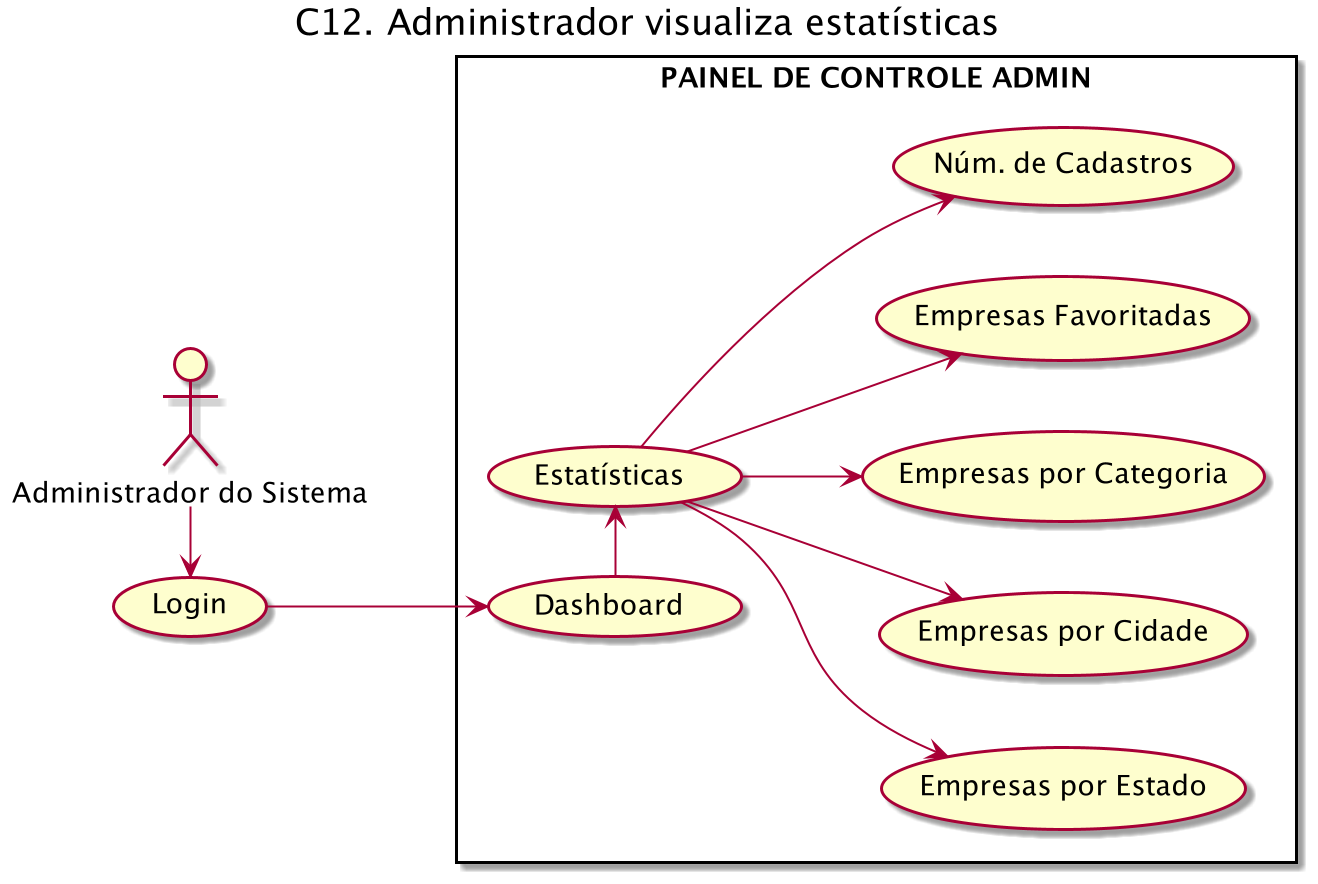 C12. Administrador visualiza estatísticas
PAINEL DE CONTROLE ADMIN
Núm. de Cadastros
Empresas Favoritadas
Estatísticas
Empresas por Categoria
Administrador do Sistema
Login
Dashboard
Empresas por Cidade
Empresas por Estado